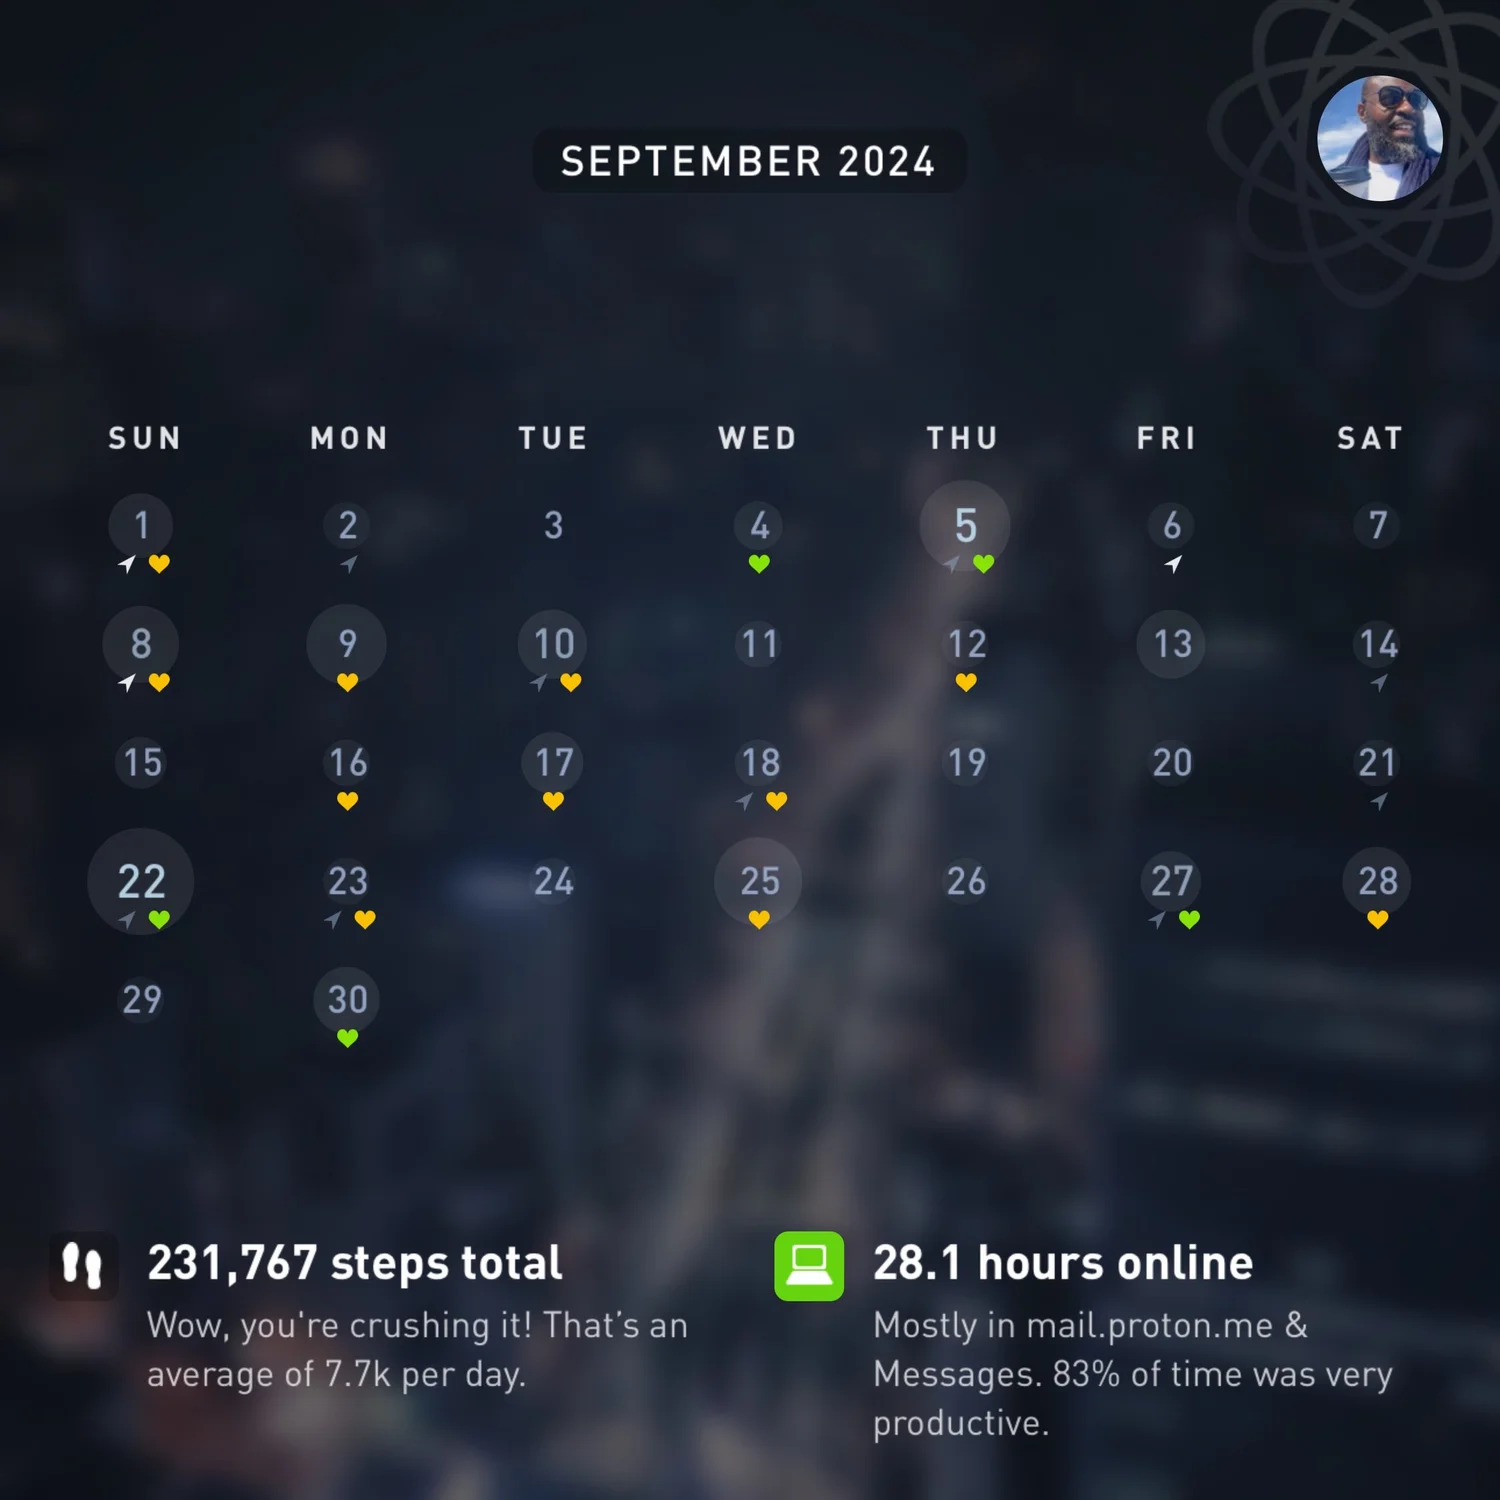 SEPTEMBER 2024
SUN MON TUE WED THU FRI SAT
1 2 3 4 5 6 7
8 9 10 11 12 13 14
15 16 17 18 19 20 21
22 23 24 25 26 27 28
29 30
231,767 steps total
Wow, you're crushing it! That’s an
average of 7.7k per day.
28.1 hours online
Mostly in mail.proton.me &
Messages. 83% of time was very
productive.